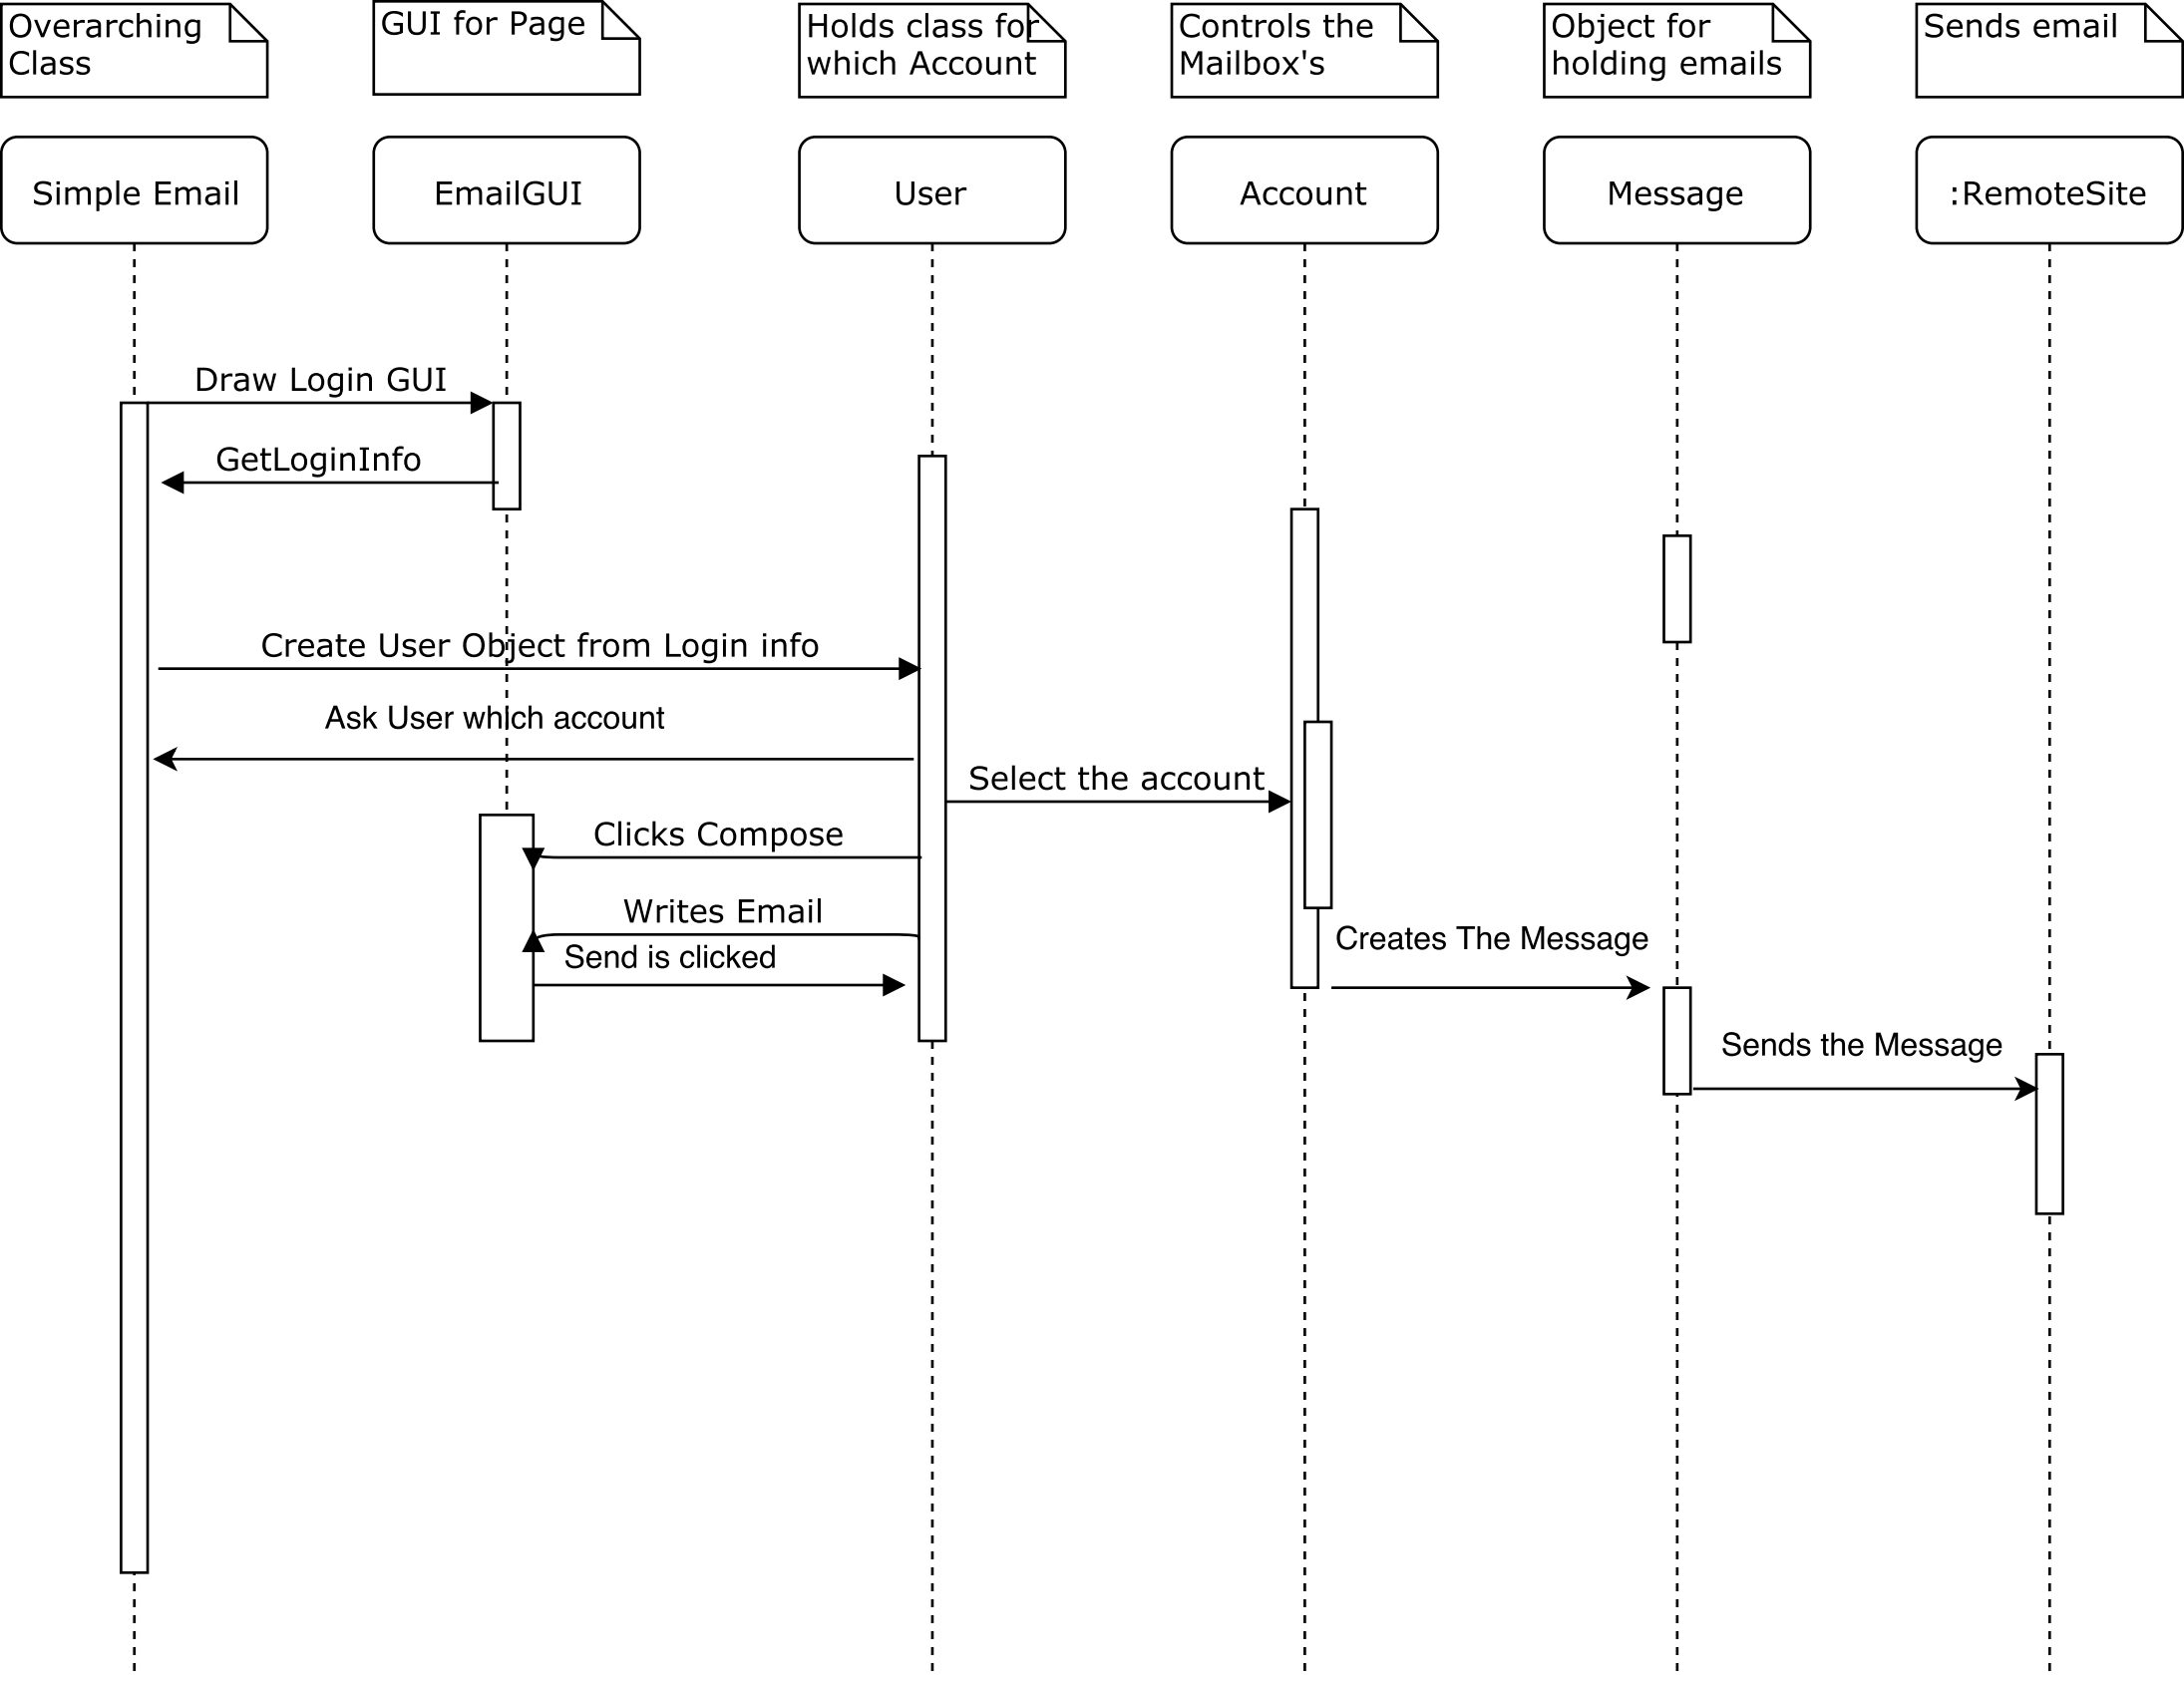 Overarching
Class
GUI for Page
Holds class for
which Account
Controls the
Mailbox's
Object for
holding emails
Sends email
Simple Email
EmailGUI
User
Account
Message
:RemoteSite
Draw Login GUI
GetLoginInfo
Create User Object from Login info
Ask User which account
Select the account
Clicks Compose
Writes Email
Send is clicked
Creates The Message
Sends the Message